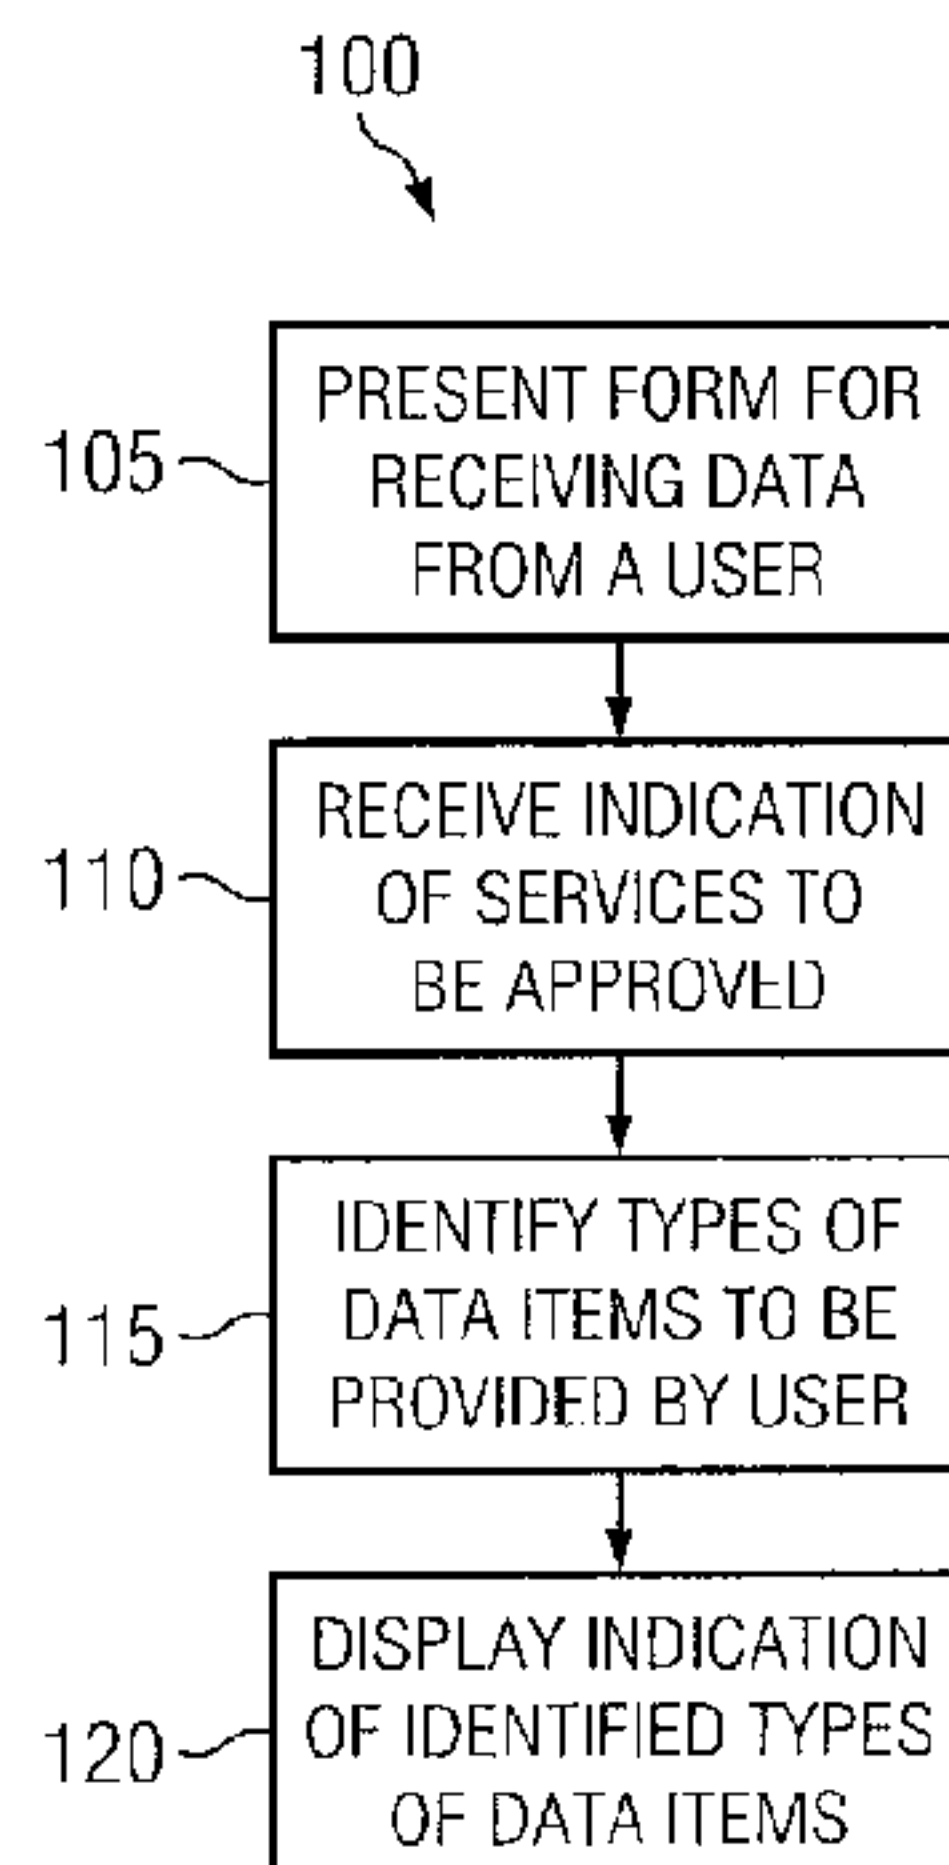 100
105
PRESENT FORM FOR
RECEIVING DATA
FROM A USER
110
RECEIVE INDICATION
OF SERVICES TO
BE APPROVED
115
IDENTIFY TYPES OF
DATA ITEMS TO BE
PROVIDED BY USER
120
DISPLAY INDICATION
OF IDENTIFIED TYPES
OF DATA ITEMS